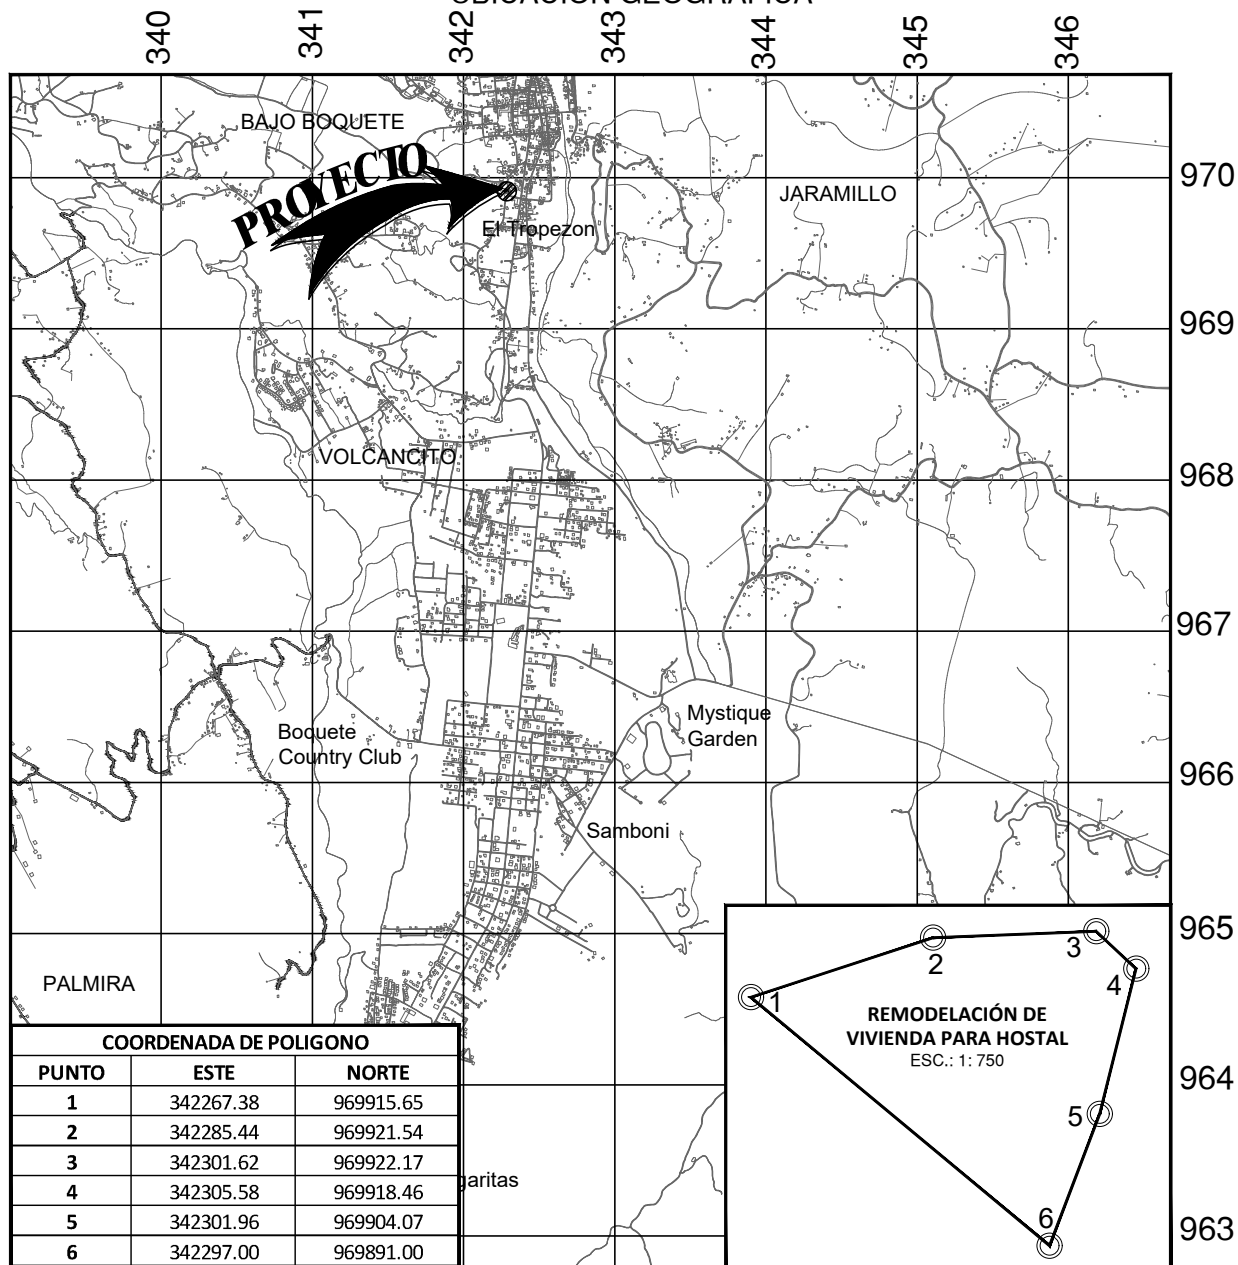 UBICACIÓN GEOGRÁFICA
340 341 342 343 344 345 346
BAJO BOQUETE
PROYECTO
970
JARAMILLO
El Tropezon
969
VOLCANCITO
968
967
Mystique
Garden
Boquete
Country Club
966
Samboni
965
PALMIRA
964
garitas
963
COORDENADA DE POLIGONO
PUNTO ESTE NORTE
1 342267.38 969915.65
2 342285.44 969921.54
3 342301.62 969922.17
4 342305.58 969918.46
5 342301.96 969904.07
6 342297.00 969891.00
1
2
3
4
5
6
REMODELACIÓN DE
VIVIENDA PARA HOSTAL
ESC.: 1: 750